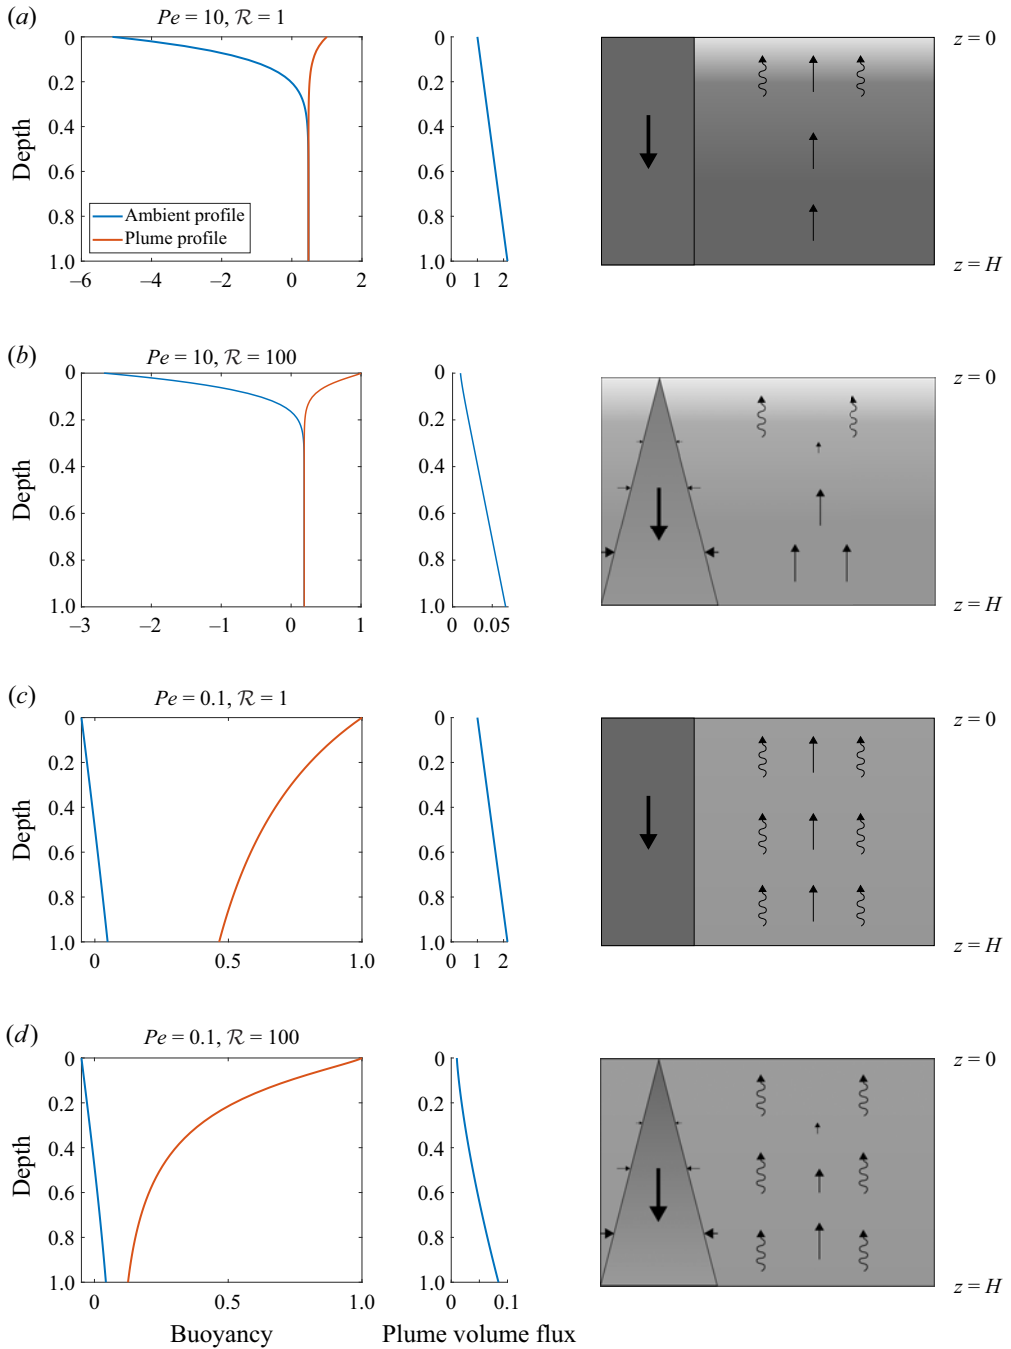 (a)
Pe = 10, ℛ = 1
Depth
0
0.2
0.4
0.6
0.8
1.0
Ambient profile
Plume profile
–6 –4 –2 0 2
0
0.2
0.4
0.6
0.8
1.0
0 1 2
z = 0
z = H
(b)
Pe = 10, ℛ = 100
Depth
0
0.2
0.4
0.6
0.8
1.0
–3 –2 –1 0 1
0
0.2
0.4
0.6
0.8
1.0
0 0.05
z = 0
z = H
(c)
Pe = 0.1, ℛ = 1
Depth
0
0.2
0.4
0.6
0.8
1.0
0 0.5 1.0
0
0.2
0.4
0.6
0.8
1.0
0 1 2
z = 0
z = H
(d)
Pe = 0.1, ℛ = 100
Depth
0
0.2
0.4
0.6
0.8
1.0
0 0.5 1.0
Buoyancy
0
0.2
0.4
0.6
0.8
1.0
0 0.1
Plume volume flux
z = 0
z = H